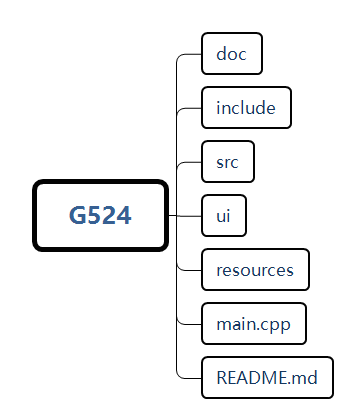 doc
include
src
G524
ui
resources
main.cpp
README.md